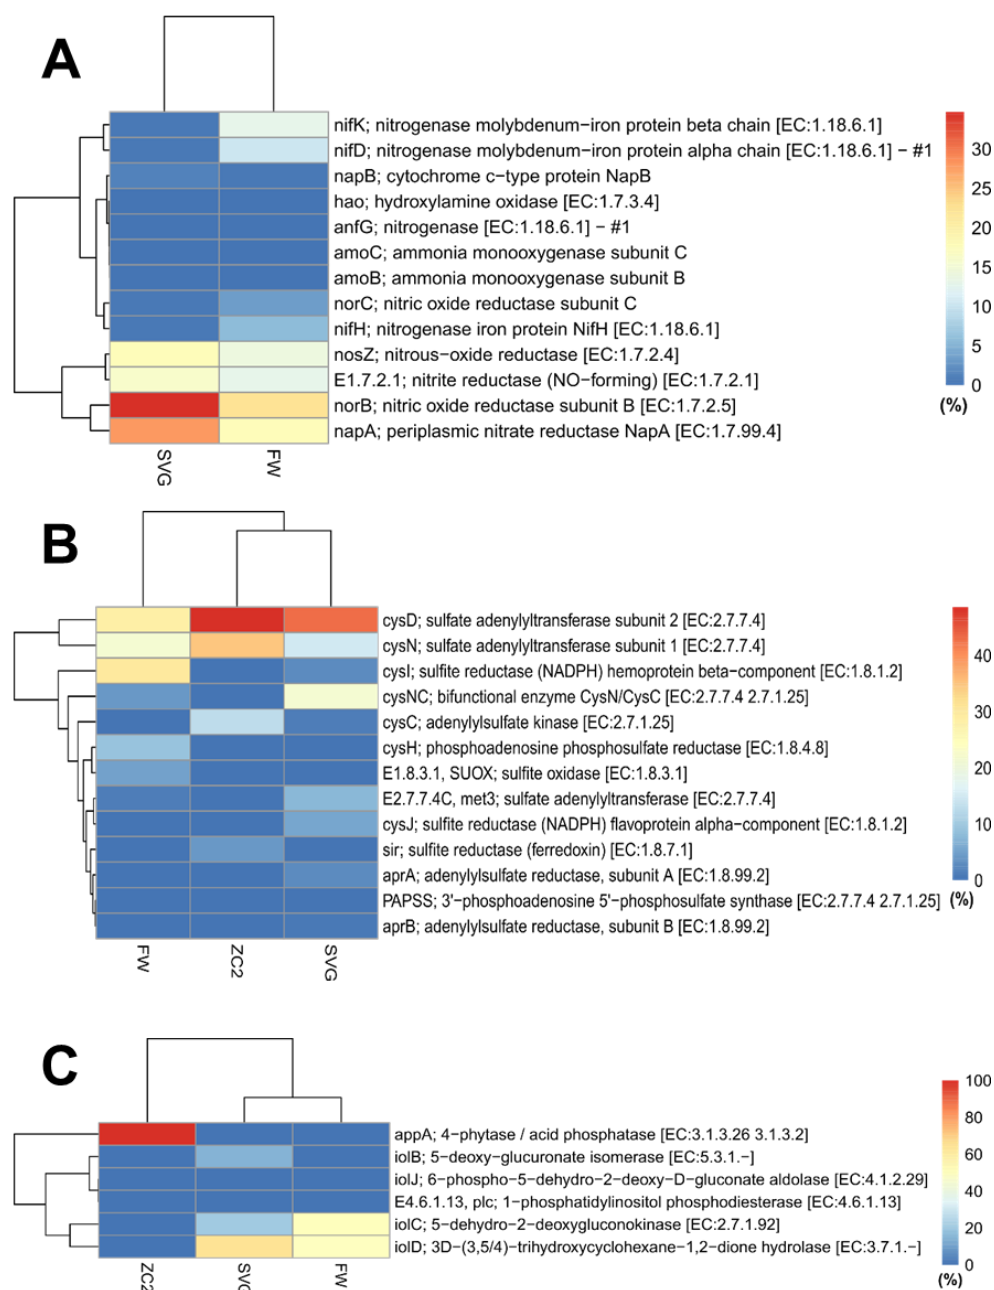 A
nifK; nitrogenase molybdenum−iron protein beta chain [EC:1.18.6.1]
nifD; nitrogenase molybdenum−iron protein alpha chain [EC:1.18.6.1] − #1
napB; cytochrome c−type protein NapB
hao; hydroxylamine oxidase [EC:1.7.3.4]
anfG; nitrogenase [EC:1.18.6.1] − #1
amoC; ammonia monooxygenase subunit C
amoB; ammonia monooxygenase subunit B
norC; nitric oxide reductase subunit C
nifH; nitrogenase iron protein NifH [EC:1.18.6.1]
nosZ; nitrous−oxide reductase [EC:1.7.2.4]
E1.7.2.1; nitrite reductase (NO−forming) [EC:1.7.2.1]
norB; nitric oxide reductase subunit B [EC:1.7.2.5]
napA; periplasmic nitrate reductase NapA [EC:1.7.99.4]
30
25
20
15
10
5
0
(%)
SVG
FW
B
cysD; sulfate adenylyltransferase subunit 2 [EC:2.7.7.4]
cysN; sulfate adenylyltransferase subunit 1 [EC:2.7.7.4]
cysI; sulfite reductase (NADPH) hemoprotein beta−component [EC:1.8.1.2]
cysNC; bifunctional enzyme CysN/CysC [EC:2.7.7.4 2.7.1.25]
cysC; adenylylsulfate kinase [EC:2.7.1.25]
cysH; phosphoadenosine phosphosulfate reductase [EC:1.8.4.8]
E1.8.3.1, SUOX; sulfite oxidase [EC:1.8.3.1]
E2.7.7.4C, met3; sulfate adenylyltransferase [EC:2.7.7.4]
cysJ; sulfite reductase (NADPH) flavoprotein alpha−component [EC:1.8.1.2]
sir; sulfite reductase (ferredoxin) [EC:1.8.7.1]
aprA; adenylylsulfate reductase, subunit A [EC:1.8.99.2]
PAPSS; 3'−phosphoadenosine 5'−phosphosulfate synthase [EC:2.7.7.4 2.7.1.25]
aprB; adenylylsulfate reductase, subunit B [EC:1.8.99.2]
40
30
20
10
0
(%)
FW
ZC2
SVG
C
appA; 4−phytase / acid phosphatase [EC:3.1.3.26 3.1.3.2]
iolB; 5−deoxy−glucuronate isomerase [EC:5.3.1.−]
iolJ; 6−phospho−5−dehydro−2−deoxy−D−gluconate aldolase [EC:4.1.2.29]
E4.6.1.13, plc; 1−phosphatidylinositol phosphodiesterase [EC:4.6.1.13]
iolC; 5−dehydro−2−deoxygluconokinase [EC:2.7.1.92]
iolD; 3D−(3,5/4)−trihydroxycyclohexane−1,2−dione hydrolase [EC:3.7.1.−]
100
80
60
40
20
0
(%)
ZC2
SVG
FW